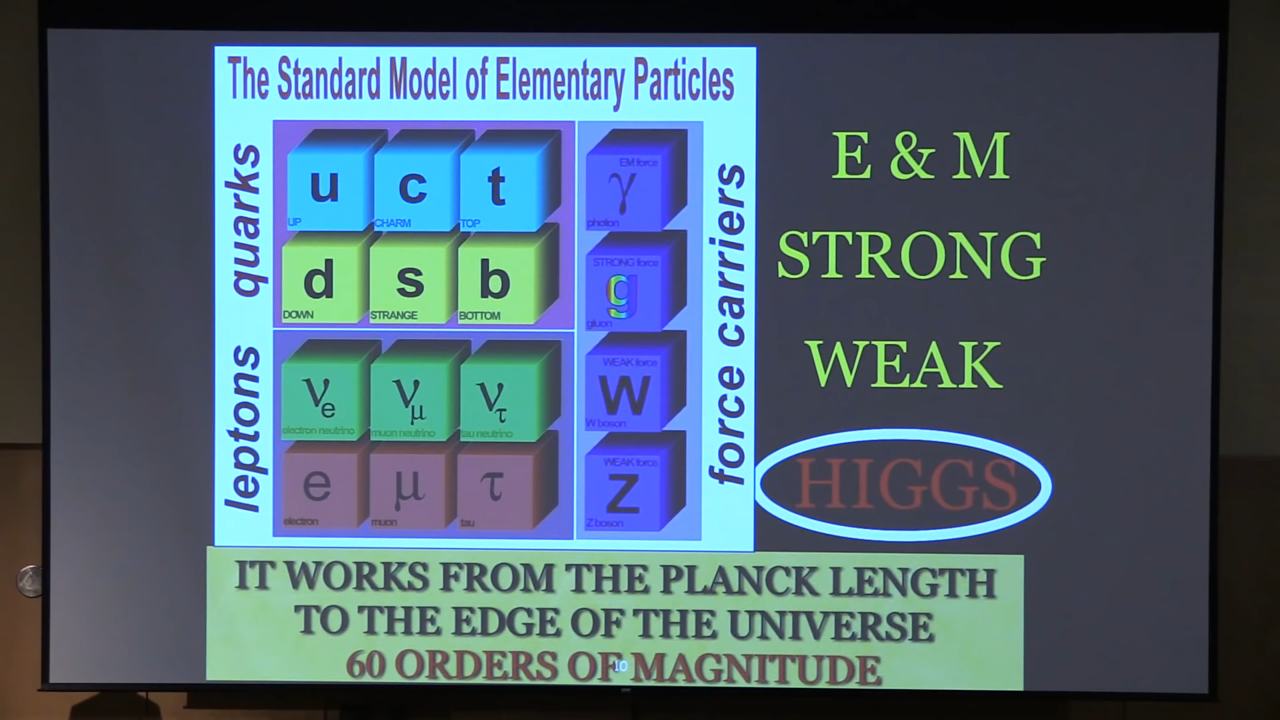 The Standard Model of Elementary Particles
quarks
u
UP
c
CHARM
t
TOP
d
DOWN
s
STRANGE
b
BOTTOM
leptons
νe
electron neutrino
νμ
muon neutrino
ντ
tau neutrino
e
electron
μ
muon
τ
tau
EM force
γ
photon
STRONG force
g
gluon
WEAK force
W
W boson
WEAK force
Z
Z boson
force carriers
E & M
STRONG
WEAK
HIGGS
IT WORKS FROM THE PLANCK LENGTH
TO THE EDGE OF THE UNIVERSE
60 ORDERS OF MAGNITUDE
10